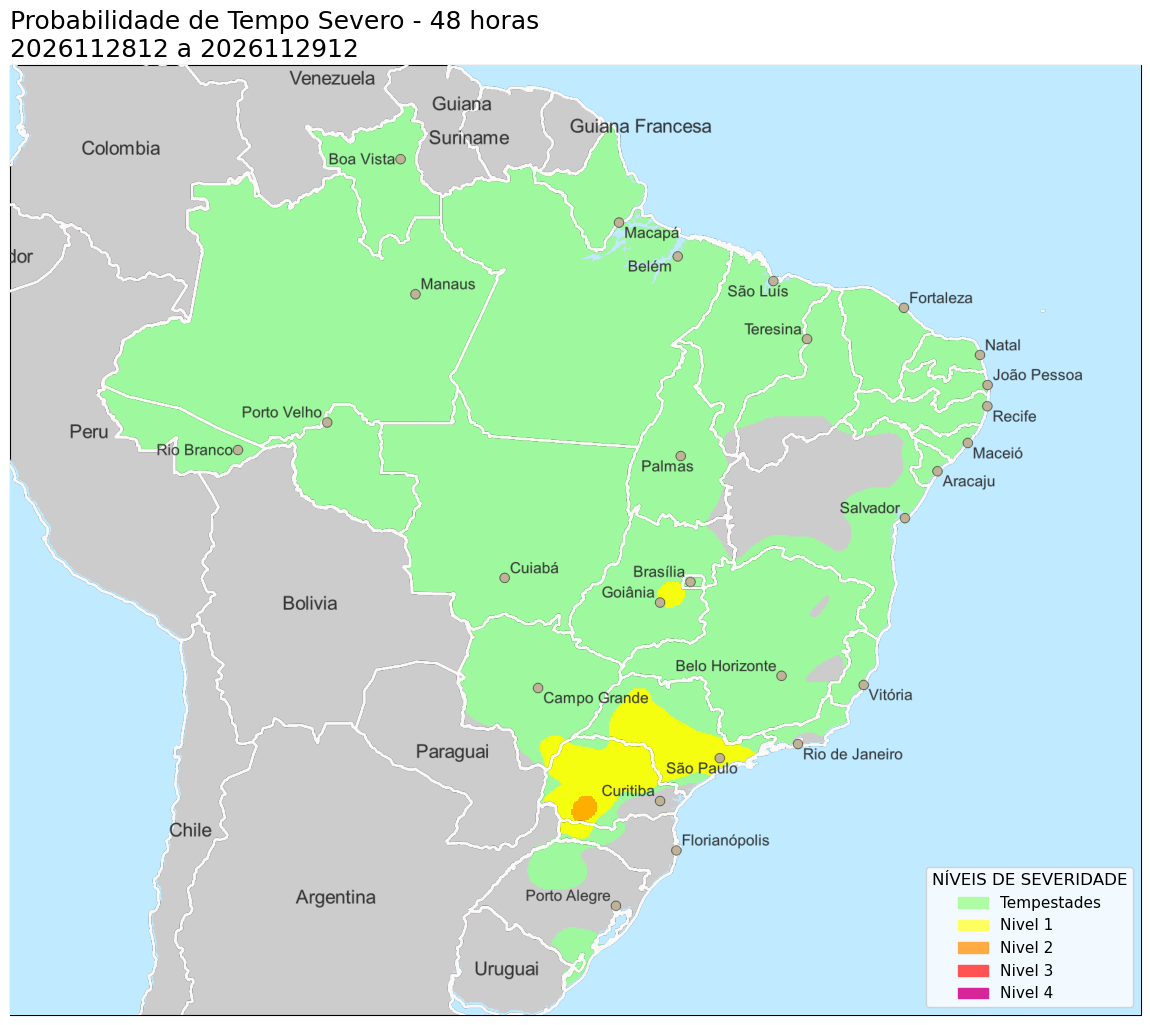 Probabilidade de Tempo Severo - 48 horas
2026112812 a 2026112912
Venezuela
Guiana
Guiana Francesa
Suriname
Colombia
Boa Vista
Macapá
dor
Belém
Manaus
São Luís
Fortaleza
Teresina
Natal
João Pessoa
Porto Velho
Recife
Peru
Rio Branco
Maceió
Palmas
Aracaju
Salvador
Cuiabá
Brasília
Goiânia
Bolivia
Belo Horizonte
Vitória
Campo Grande
Paraguai
Rio de Janeiro
São Paulo
Curitiba
Chile
Florianópolis
Argentina
Porto Alegre
Uruguai
NÍVEIS DE SEVERIDADE
Tempestades
Nivel 1
Nivel 2
Nivel 3
Nivel 4